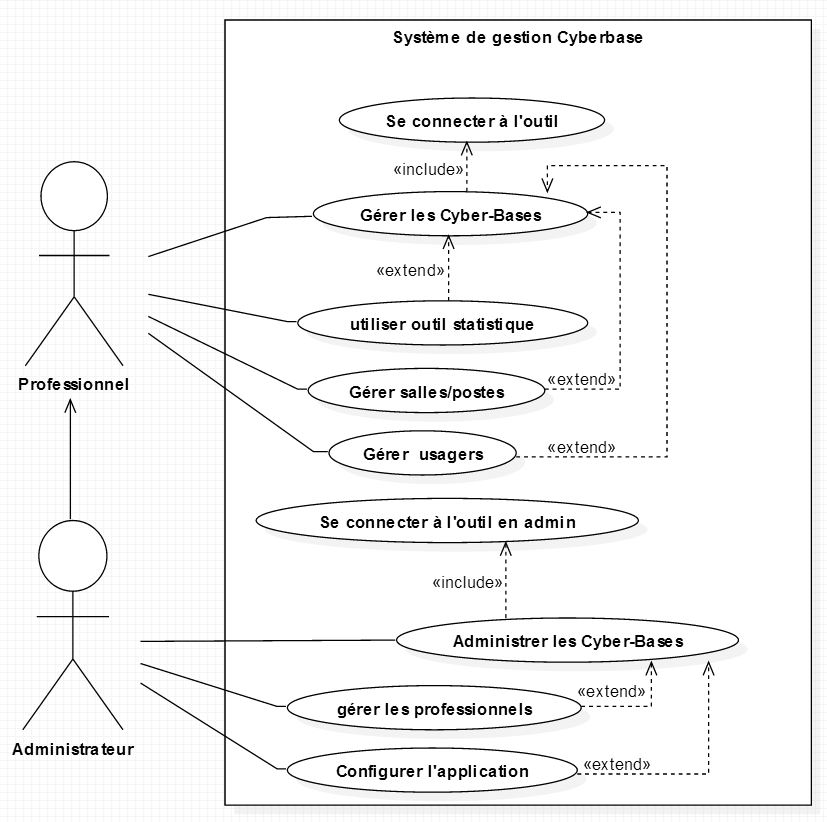 Système de gestion Cyberbase
Se connecter à l'outil
«include»
Gérer les Cyber-Bases
«extend»
utiliser outil statistique
«extend»
Gérer salles/postes
Professionnel
«extend»
Gérer  usagers
Se connecter à l'outil en admin
«include»
Administrer les Cyber-Bases
«extend»
gérer les professionnels
Administrateur
«extend»
Configurer l'application